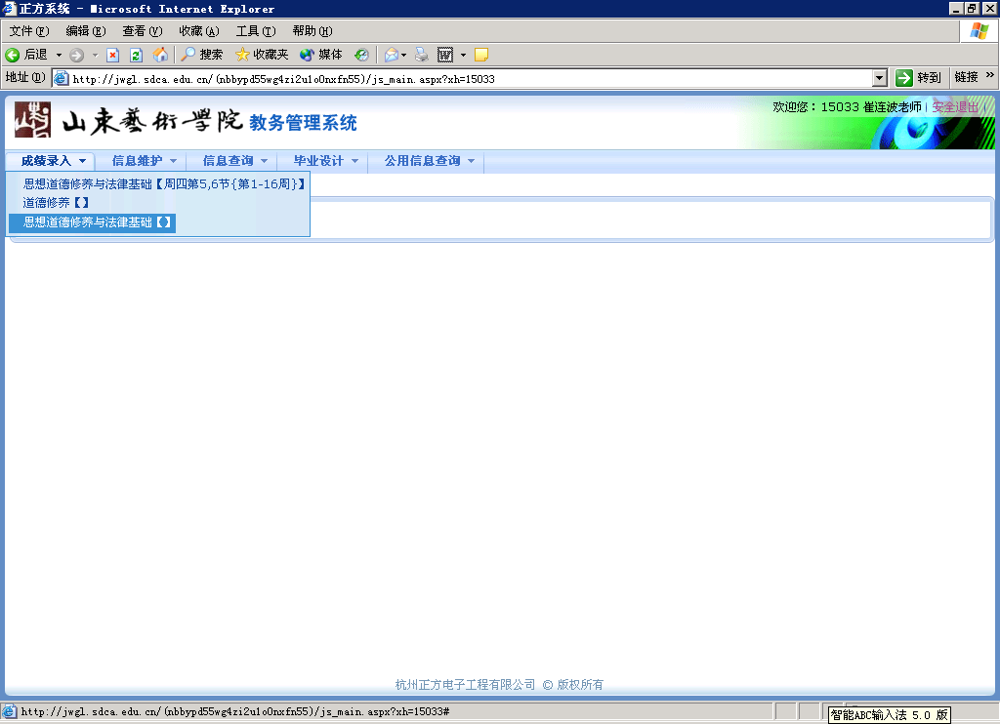 正方系统 - Microsoft Internet Explorer
文件(F) 编辑(E) 查看(V) 收藏(A) 工具(T) 帮助(H)
后退 搜索 收藏夹 媒体
地址(D) http://jwgl.sdca.edu.cn/(nbbypd55wg4zi2u1o0nxfn55)/js_main.aspx?xh=15033 转到 链接 »
山东藝術學院 教务管理系统 欢迎您：15033 崔连波老师 | 安全退出 |
成绩录入 信息维护 信息查询 毕业设计 公用信息查询
思想道德修养与法律基础【周四第5,6节{第1-16周}】
道德修养【】
思想道德修养与法律基础【】
杭州正方电子工程有限公司 © 版权所有
http://jwgl.sdca.edu.cn/(nbbypd55wg4zi2u1o0nxfn55)/js_main.aspx?xh=15033#
智能ABC输入法 5.0 版